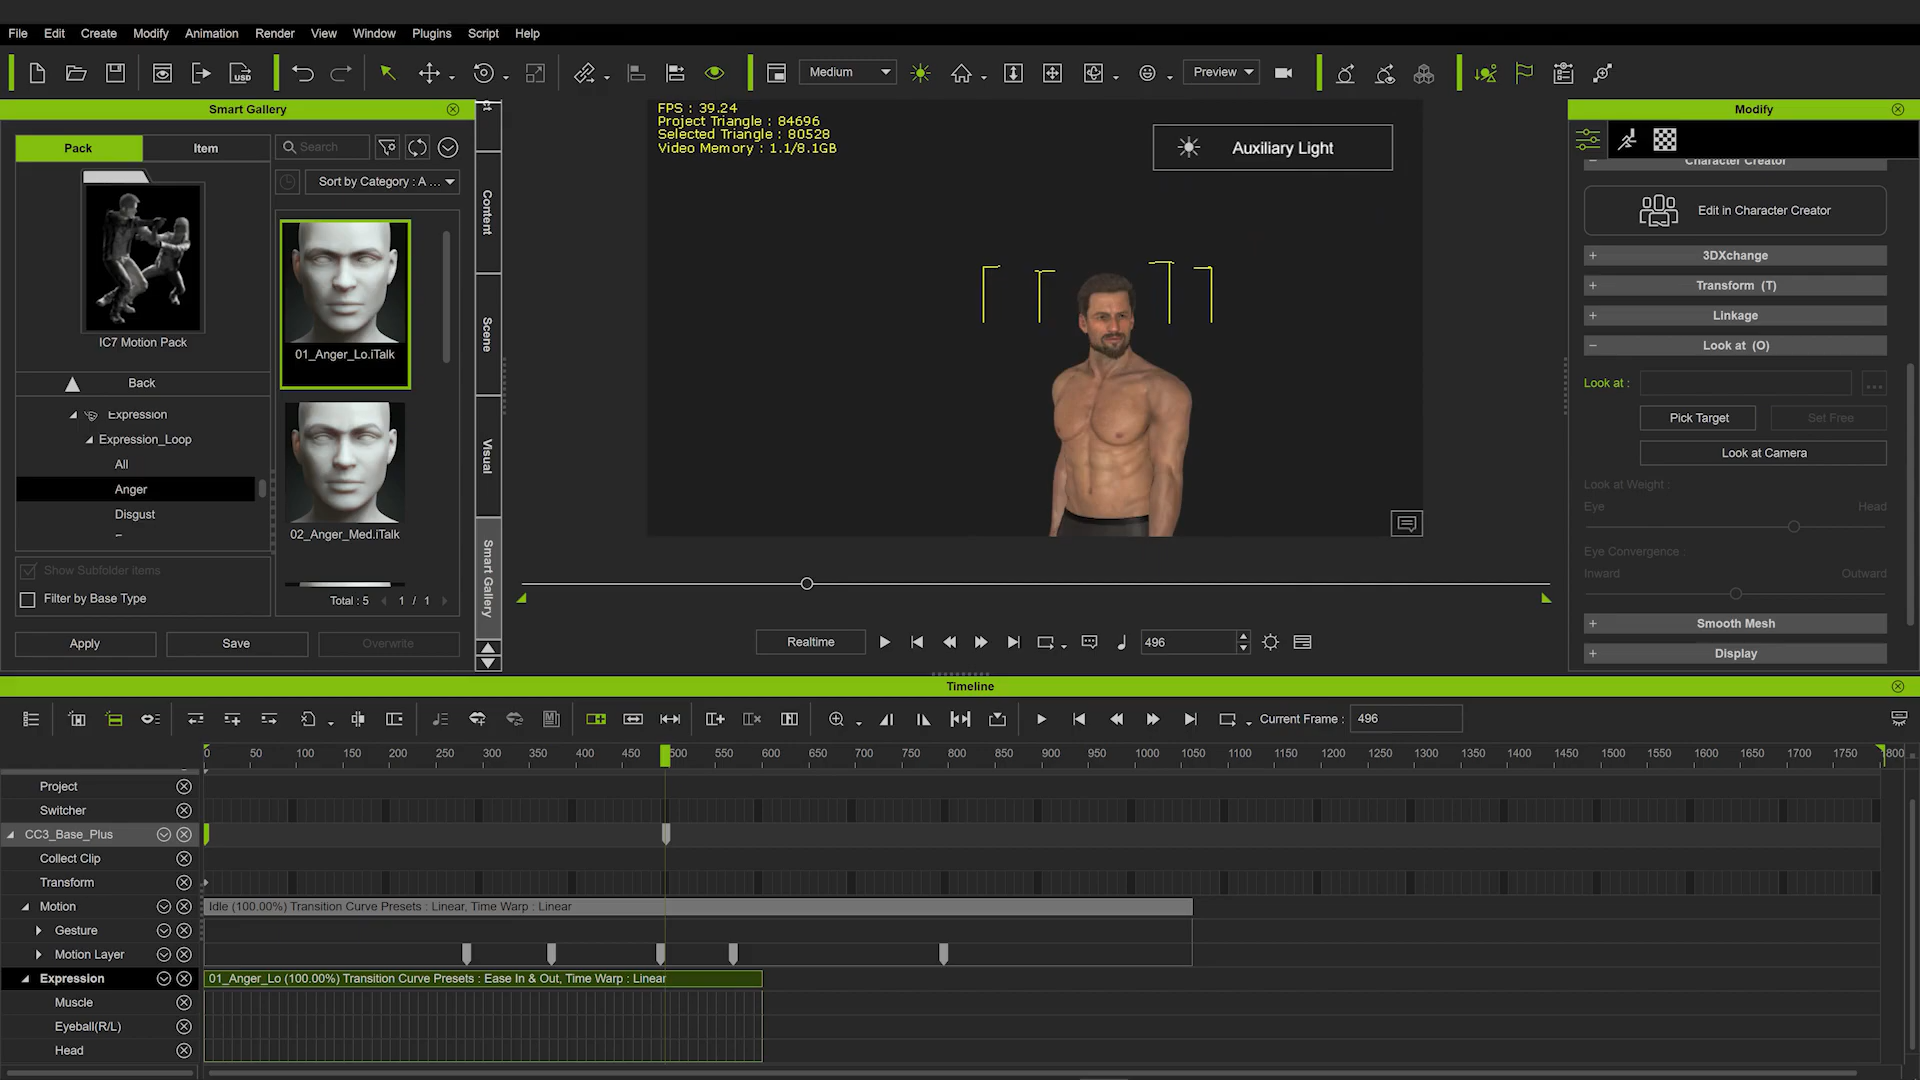 File Edit Create Modify Animation Render View Window Plugins Script Help
Medium
Preview
Smart Gallery
Pack Item
Search
Sort by Category : A ...
IC7 Motion Pack
Back
Expression
Expression_Loop
All
Anger
Disgust
Show Subfolder items
Filter by Base Type
01_Anger_Lo.iTalk
02_Anger_Med.iTalk
Total : 5 1 / 1
Apply Save Overwrite
Content
Scene
Visual
Smart Gallery
FPS : 39.24
Project Triangle : 84696
Selected Triangle : 80528
Video Memory : 1.1/8.1GB
Auxiliary Light
Realtime
496
Modify
Character Creator
Edit in Character Creator
+ 3DXchange
+ Transform (T)
+ Linkage
− Look at (O)
Look at : ...
Pick Target Set Free
Look at Camera
Look at Weight :
Eye Head
Eye Convergence :
Inward Outward
+ Smooth Mesh
+ Display
Timeline
Current Frame : 496
0 50 100 150 200 250 300 350 400 450 500 550 600 650 700 750 800 850 900 950 1000 1050 1100 1150 1200 1250 1300 1350 1400 1450 1500 1550 1600 1650 1700 1750 800
Project
Switcher
CC3_Base_Plus
Collect Clip
Transform
Motion Idle (100.00%) Transition Curve Presets : Linear, Time Warp : Linear
Gesture
Motion Layer
Expression 01_Anger_Lo (100.00%) Transition Curve Presets : Ease In & Out, Time Warp : Linear
Muscle
Eyeball(R/L)
Head